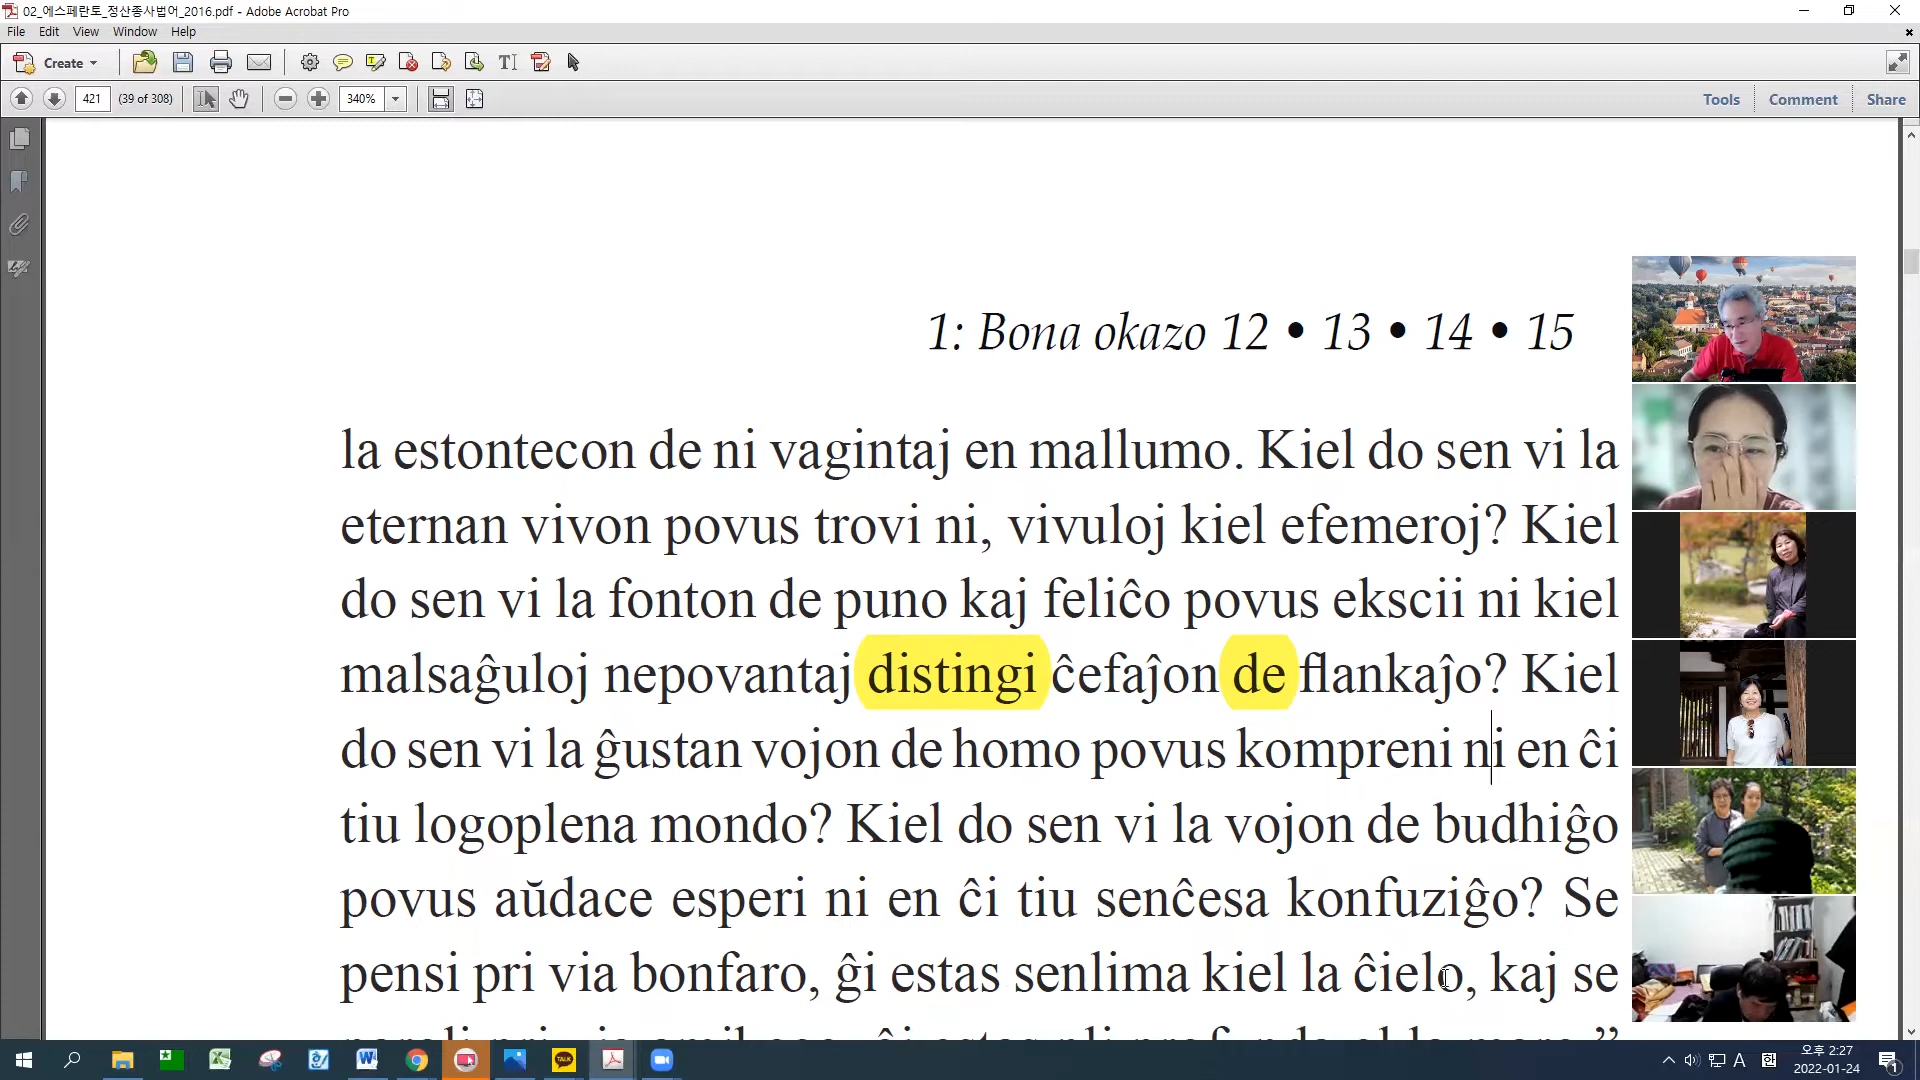 02_에스페란토_정산종사법어_2016.pdf - Adobe Acrobat Pro
File Edit View Window Help
Create
421 (39 of 308) 340% Tools Comment Share
1: Bona okazo 12 • 13 • 14 • 15
la estontecon de ni vagintaj en mallumo. Kiel do sen vi la
eternan vivon povus trovi ni, vivuloj kiel efemeroj? Kiel
do sen vi la fonton de puno kaj feliĉo povus ekscii ni kiel
malsaĝuloj nepovantaj distingi ĉefaĵon de flankaĵo? Kiel
do sen vi la ĝustan vojon de homo povus kompreni ni en ĉi
tiu logoplena mondo? Kiel do sen vi la vojon de budhiĝo
povus aŭdace esperi ni en ĉi tiu senĉesa konfuziĝo? Se
pensi pri via bonfaro, ĝi estas senlima kiel la ĉielo, kaj se
TALK
A 한 오후 2:27
2022-01-24
1